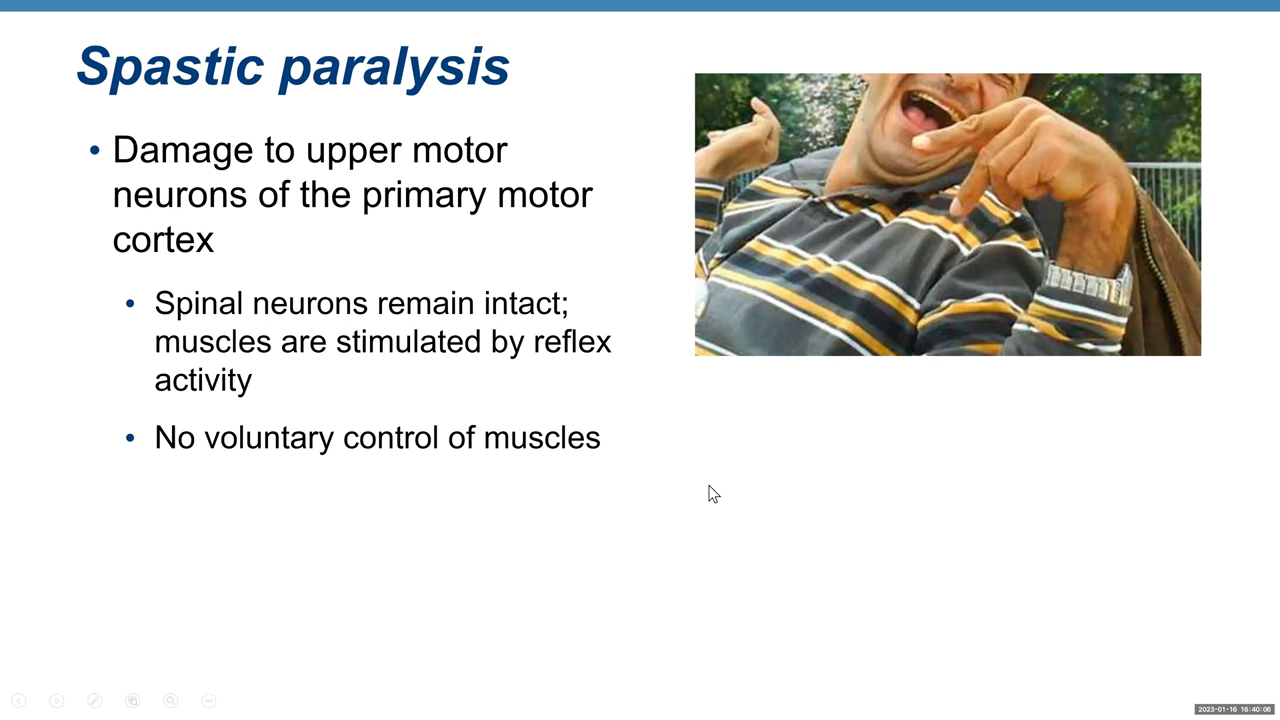 Spastic paralysis
• Damage to upper motor
neurons of the primary motor
cortex
• Spinal neurons remain intact;
muscles are stimulated by reflex
activity
• No voluntary control of muscles
2023-01-16 16:40:06